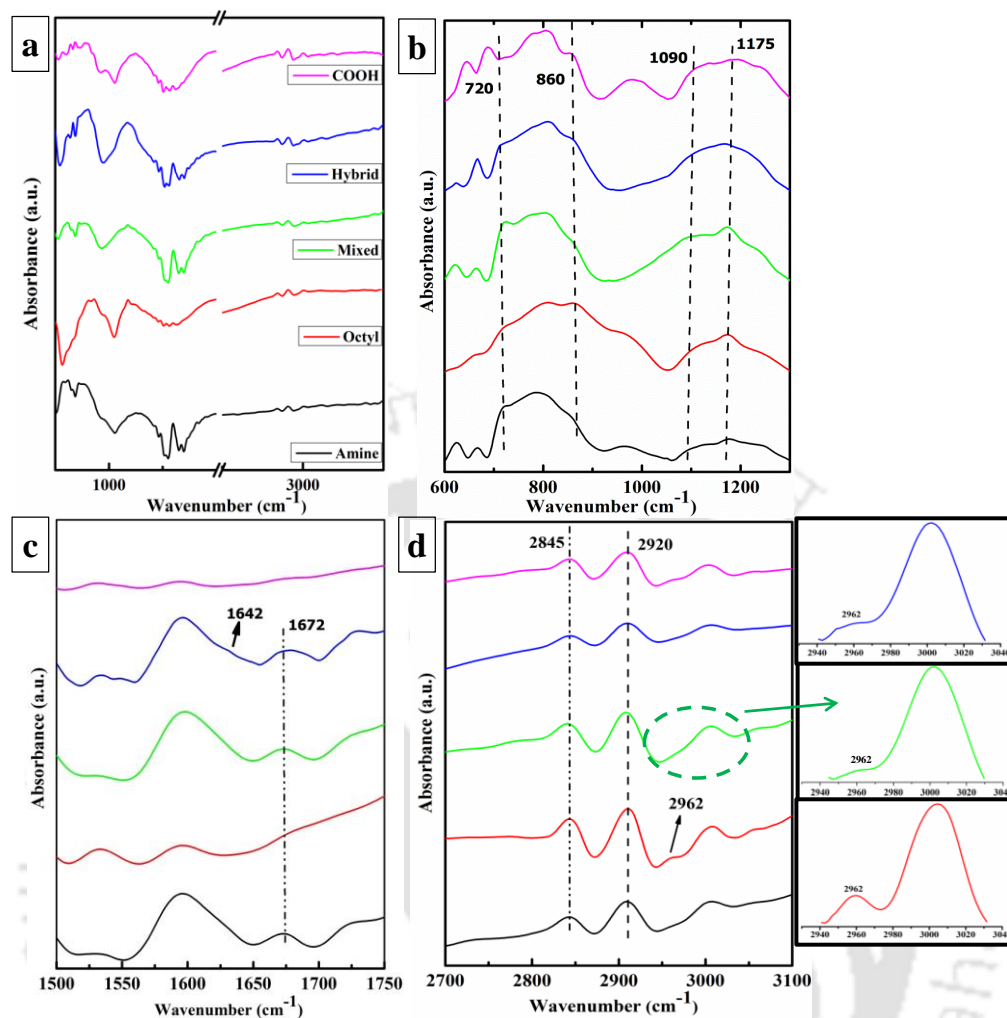 a
COOH
Hybrid
Mixed
Octyl
Amine
1000
3000
Absorbance (a.u.)
Wavenumber (cm-1)
b
720
860
1090
1175
600
800
1000
1200
Absorbance (a.u.)
Wavenumber (cm-1)
c
1642
1672
1500
1550
1600
1650
1700
1750
Absorbance (a.u.)
Wavenumber (cm-1)
d
2845
2920
2962
2700
2800
2900
3000
3100
Absorbance (a.u.)
Wavenumber (cm-1)
2962
2940 2960 2980 3000 3020 304
2962
2940 2960 2980 3000 3020 304
2962
2940 2960 2980 3000 3020 304